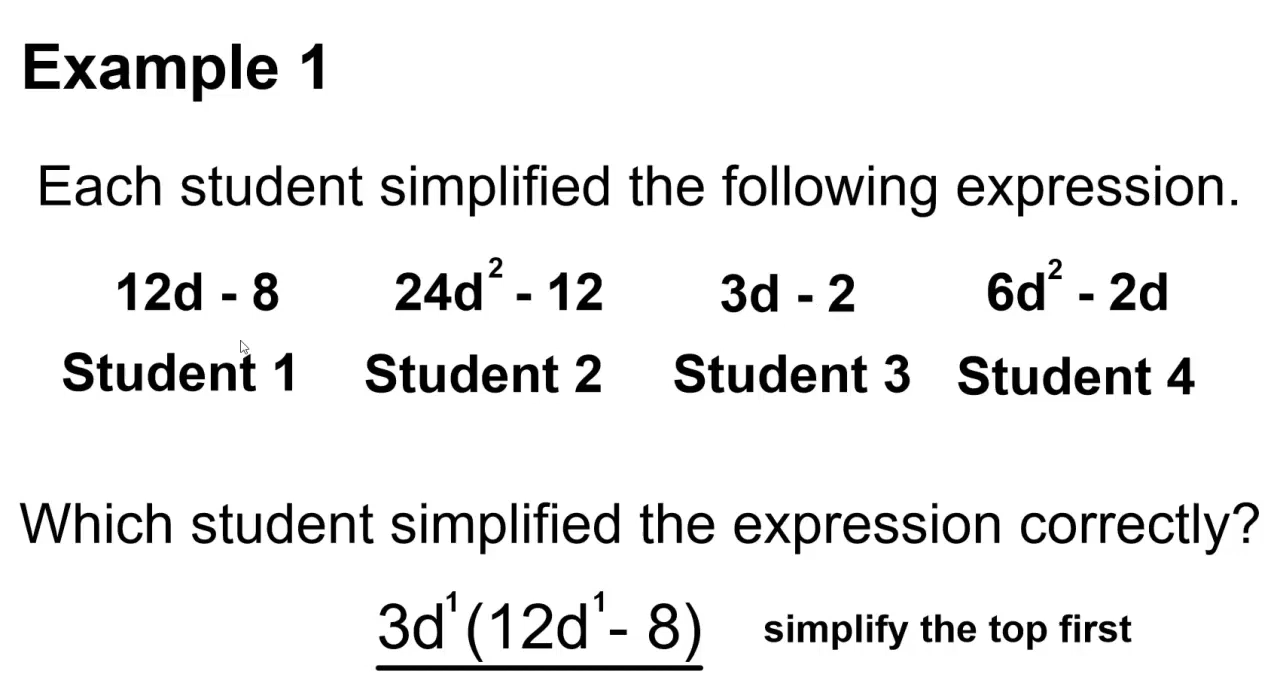 Example 1
Each student simplified the following expression.
12d - 8 24d² - 12 3d - 2 6d² - 2d
Student 1 Student 2 Student 3 Student 4
Which student simplified the expression correctly?
3d¹(12d¹- 8) simplify the top first